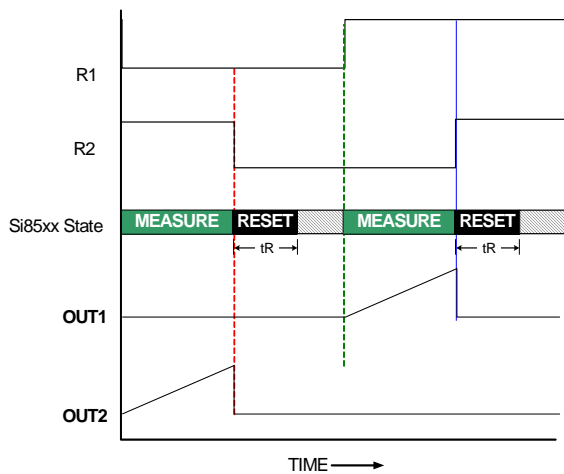 R1
R2
Si85xx State
MEASURE
RESET
MEASURE
RESET
tR
tR
OUT1
OUT2
TIME